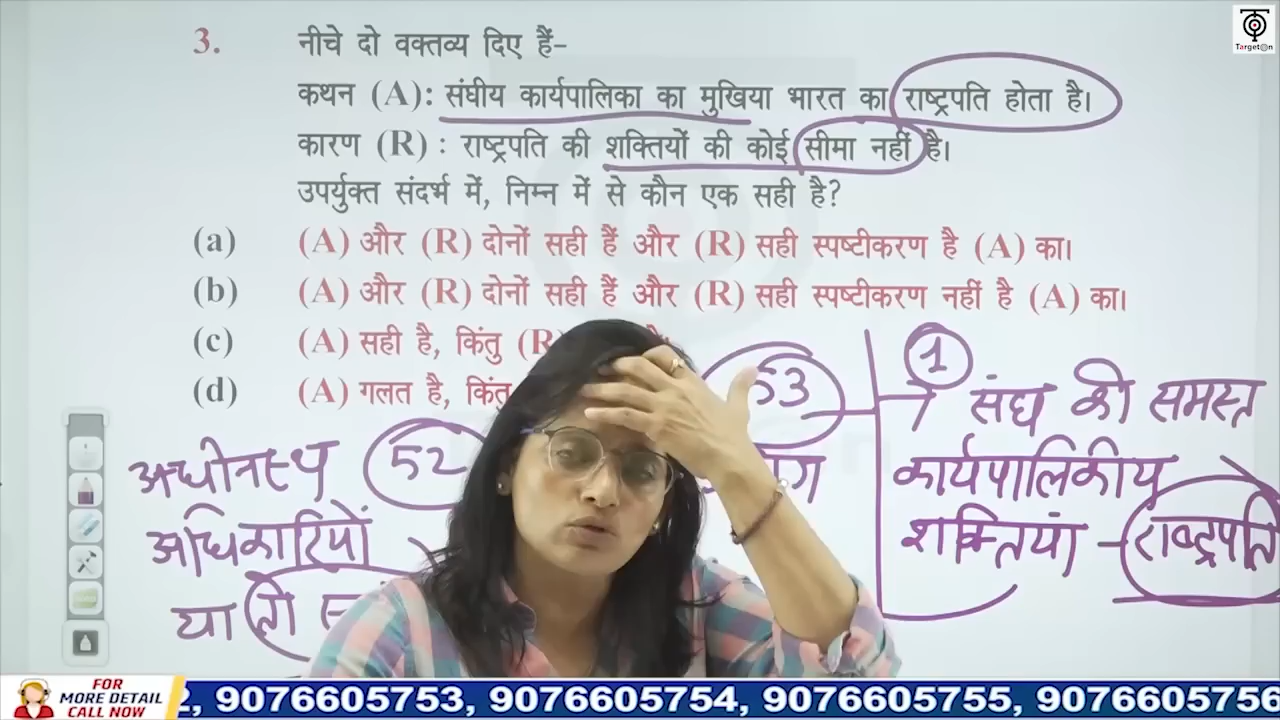 3. नीचे दो वक्तव्य दिए हैं-
कथन (A): संघीय कार्यपालिका का मुखिया भारत का राष्ट्रपति होता है।
कारण (R) : राष्ट्रपति की शक्तियों की कोई सीमा नहीं है।
उपर्युक्त संदर्भ में, निम्न में से कौन एक सही है?
(a) (A) और (R) दोनों सही हैं और (R) सही स्पष्टीकरण है (A) का।
(b) (A) और (R) दोनों सही हैं और (R) सही स्पष्टीकरण नहीं है (A) का।
(c) (A) सही है, किंतु (R)
(d) (A) गलत है, किंतु
अधीनस्थ 52
अधिकारियों
या
53
1
संघ की समस्त
कार्यपालिकीय
शक्तियां - राष्ट्रपति
Target On
FOR
MORE DETAIL
CALL NOW
2, 9076605753, 9076605754, 9076605755, 9076605756